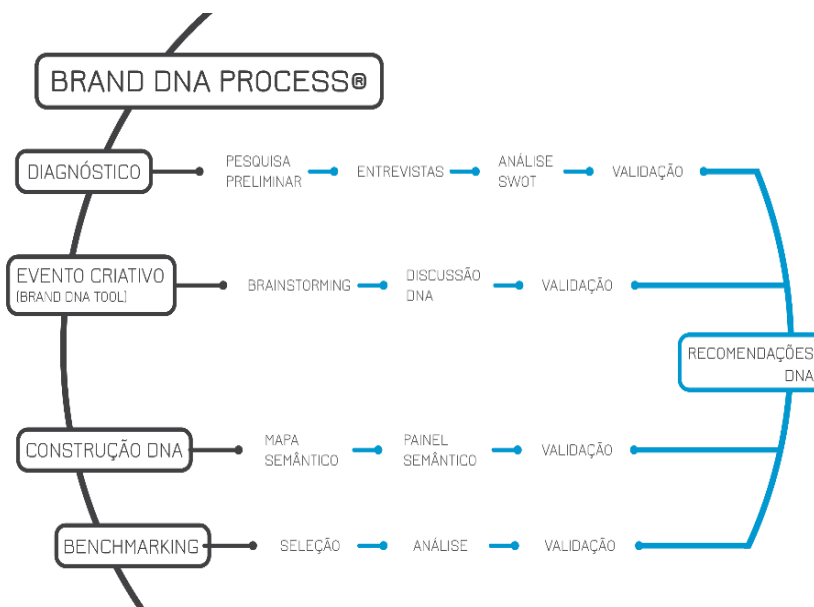 BRAND DNA PROCESS®
DIAGNÓSTICO
PESQUISA
PRELIMINAR
ENTREVISTAS
ANÁLISE
SWOT
VALIDAÇÃO
EVENTO CRIATIVO
(BRAND DNA TOOL)
BRAINSTORMING
DISCUSSÃO
DNA
VALIDAÇÃO
RECOMENDAÇÕES
DNA
CONSTRUÇÃO DNA
MAPA
SEMÂNTICO
PAINEL
SEMÂNTICO
VALIDAÇÃO
BENCHMARKING
SELEÇÃO
ANÁLISE
VALIDAÇÃO